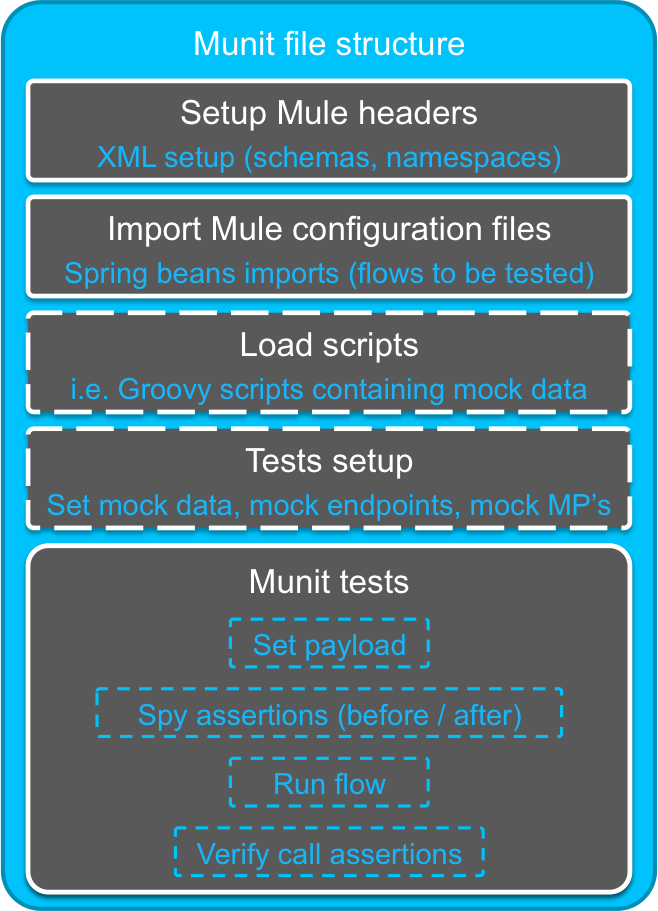 Munit file structure
Setup Mule headers
XML setup (schemas, namespaces)
Import Mule configuration files
Spring beans imports (flows to be tested)
Load scripts
i.e. Groovy scripts containing mock data
Tests setup
Set mock data, mock endpoints, mock MP’s
Munit tests
Set payload
Spy assertions (before / after)
Run flow
Verify call assertions